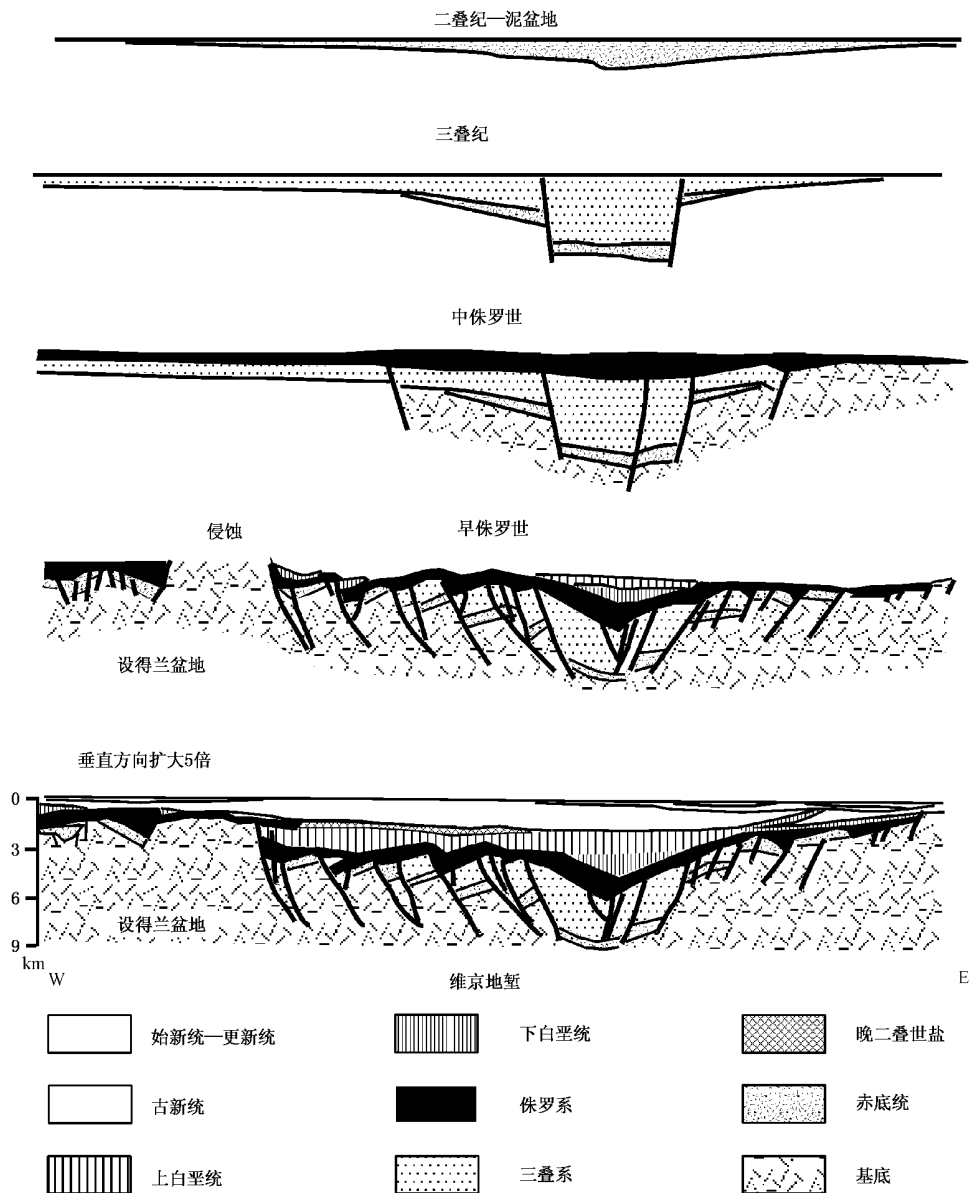 二叠纪—泥盆地
三叠纪
中侏罗世
侵蚀 早侏罗世
设得兰盆地
垂直方向扩大5倍
0
3
6
设得兰盆地
9
km
W 维京地堑 E
始新统—更新统 下白垩统 晚二叠世盐
古新统 侏罗系 赤底统
上白垩统 三叠系 基底